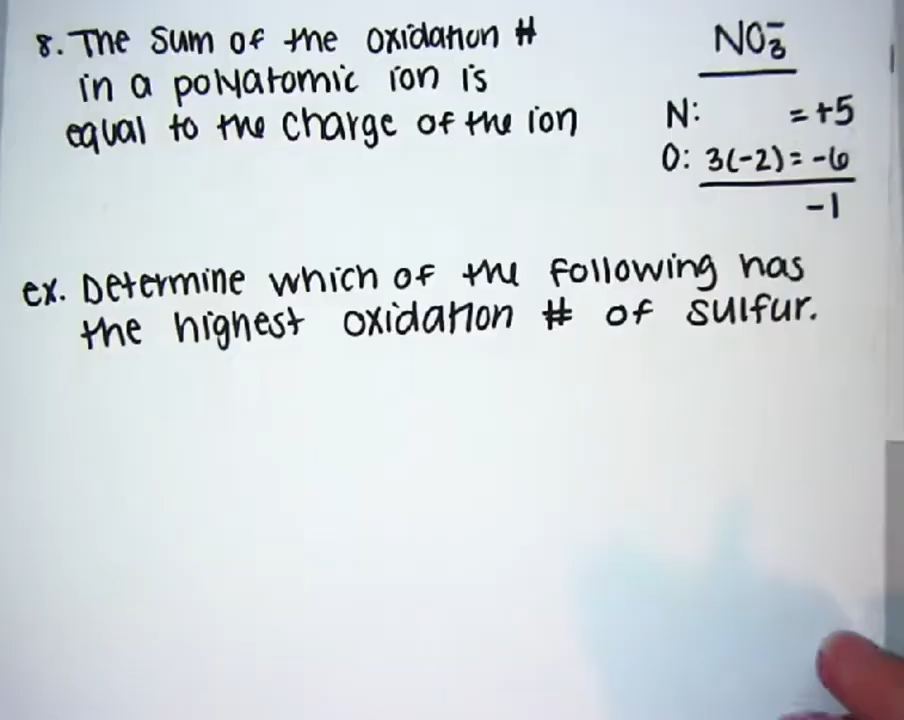 8. The sum of the oxidation #
in a polyatomic ion is
equal to the charge of the ion
NO₃⁻
N: = +5
O: 3(-2) = -6
-1
ex. Determine which of the following has
the highest oxidation # of sulfur.